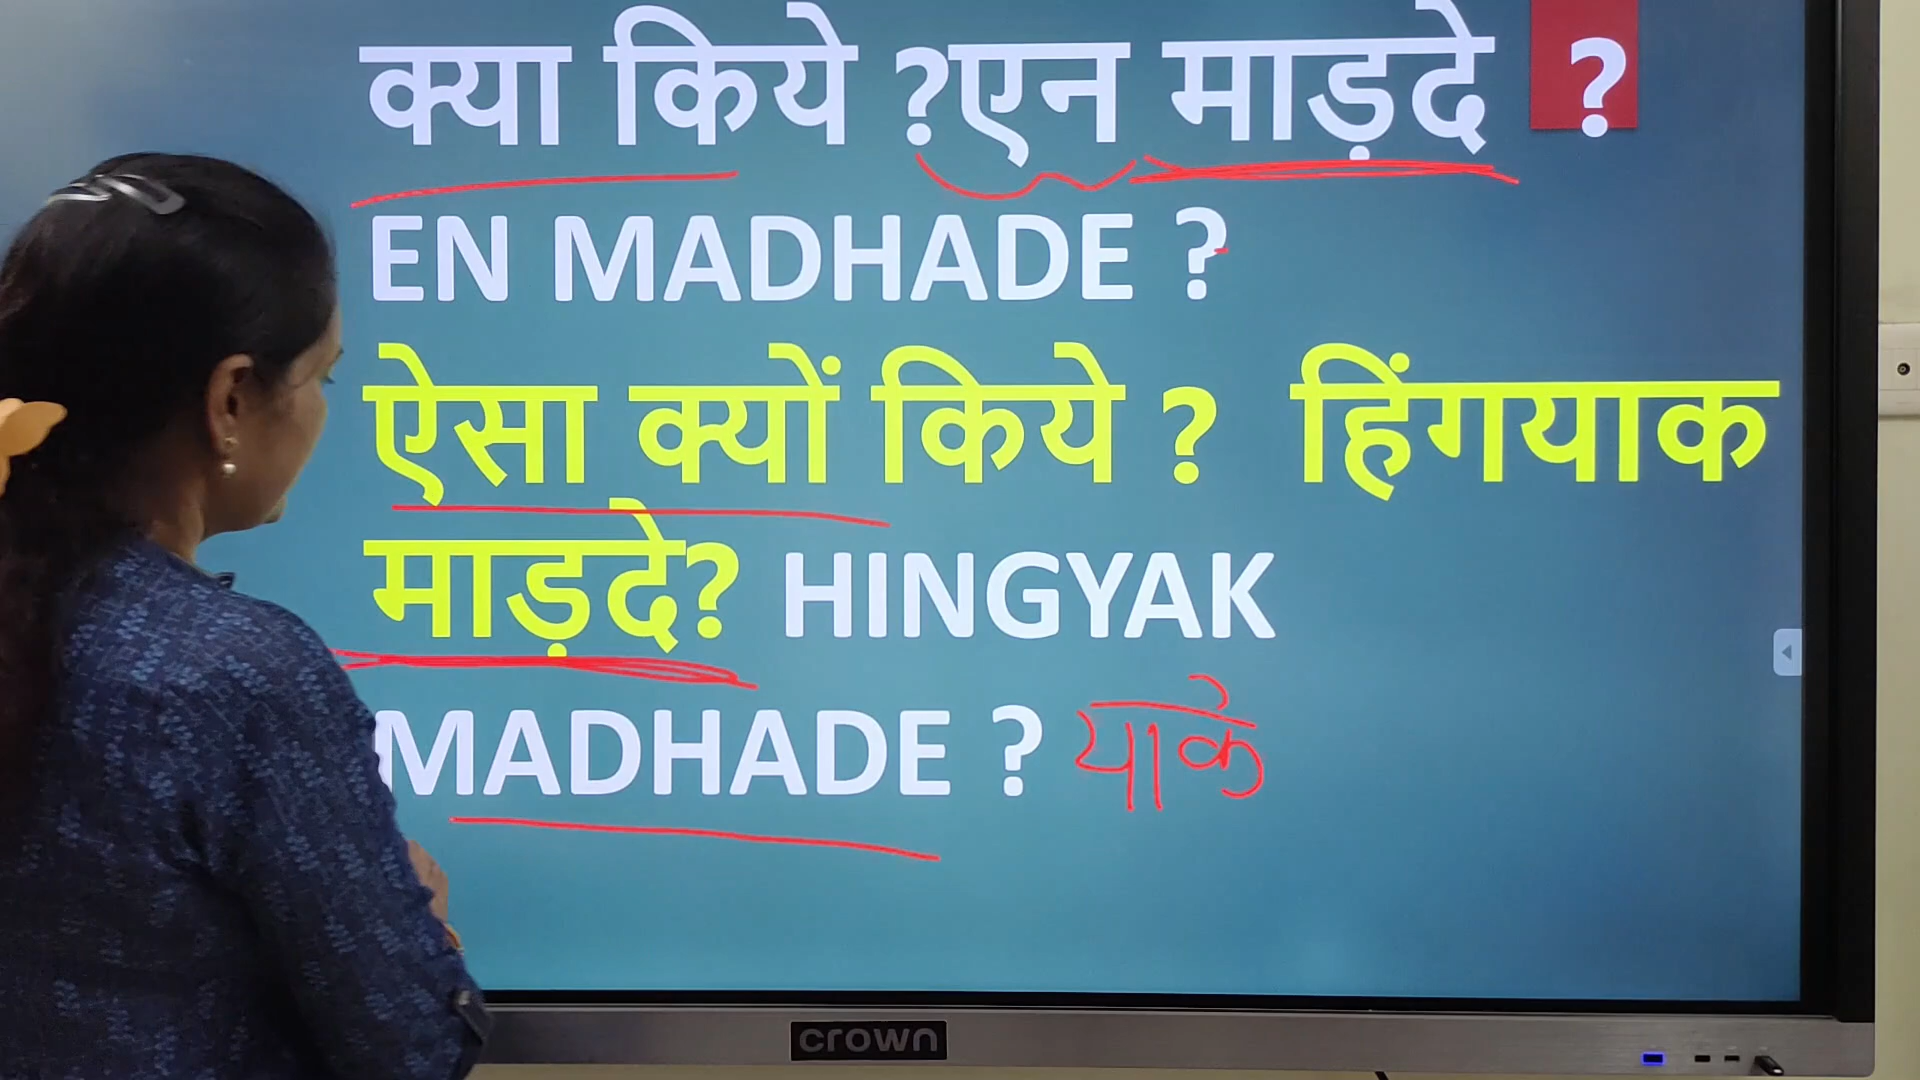 क्या किये ?एन माड़दे ?
EN MADHADE ?
ऐसा क्यों किये ? हिंगयाक
माड़दे? HINGYAK
MADHADE ? याके
crown